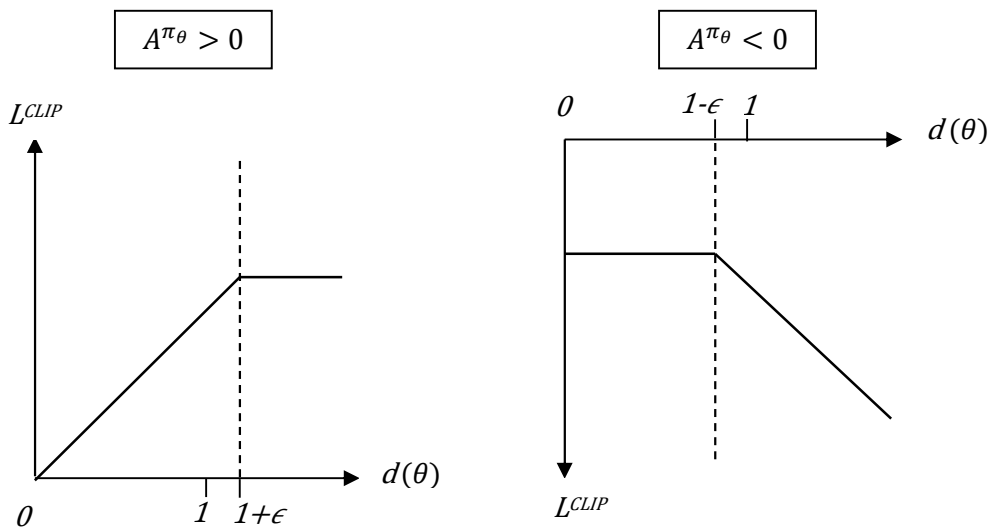 A^{π_θ} > 0
L^{CLIP}
d(θ)
0 1 1+ϵ
A^{π_θ} < 0
0 1-ϵ 1
d(θ)
L^{CLIP}